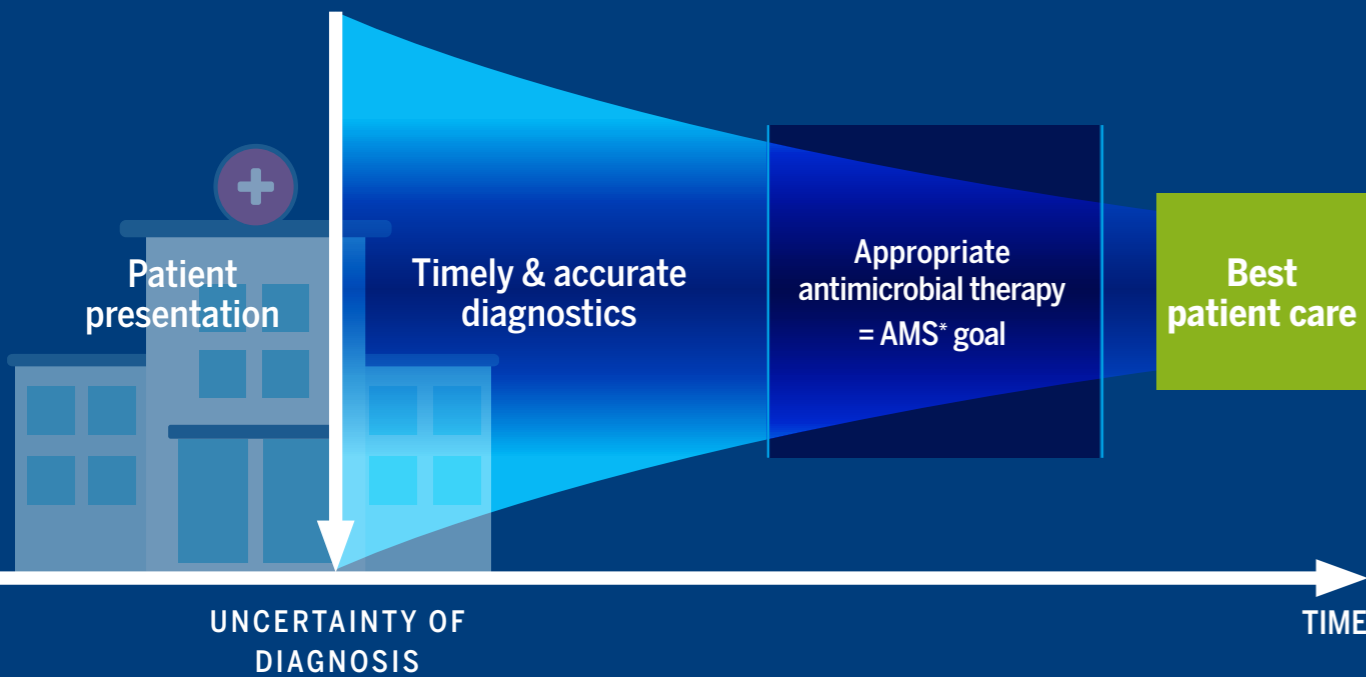 Patient
presentation
Timely & accurate
diagnostics
Appropriate
antimicrobial therapy
= AMS* goal
Best
patient care
UNCERTAINTY OF
DIAGNOSIS
TIME